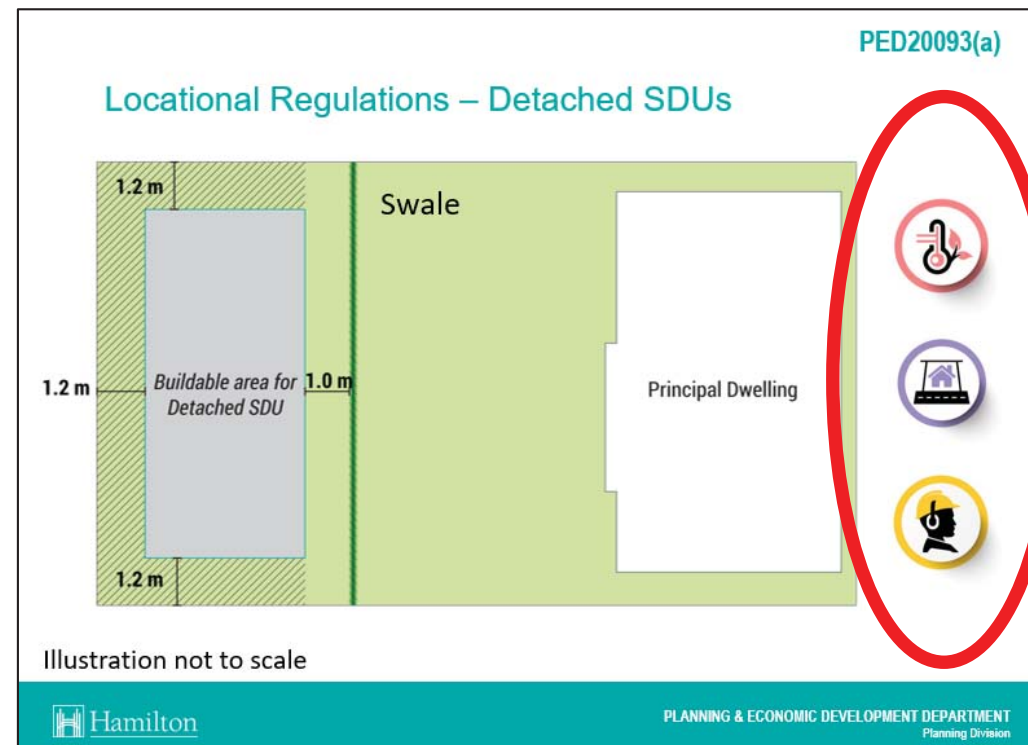 PED20093(a)
Locational Regulations – Detached SDUs
1.2 m
Swale
1.2 m
Buildable area for
Detached SDU
1.0 m
Principal Dwelling
1.2 m
Illustration not to scale
Hamilton
PLANNING & ECONOMIC DEVELOPMENT DEPARTMENT
Planning Division